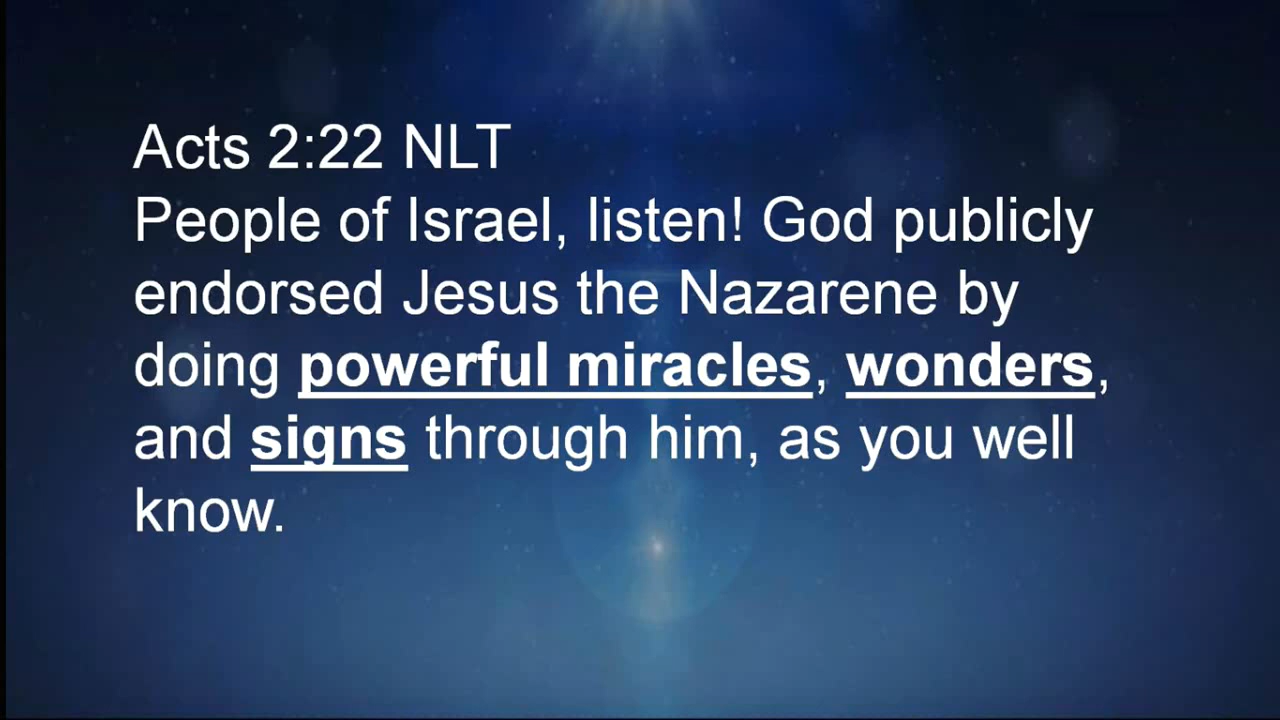 Acts 2:22 NLT
People of Israel, listen! God publicly
endorsed Jesus the Nazarene by
doing powerful miracles, wonders,
and signs through him, as you well
know.